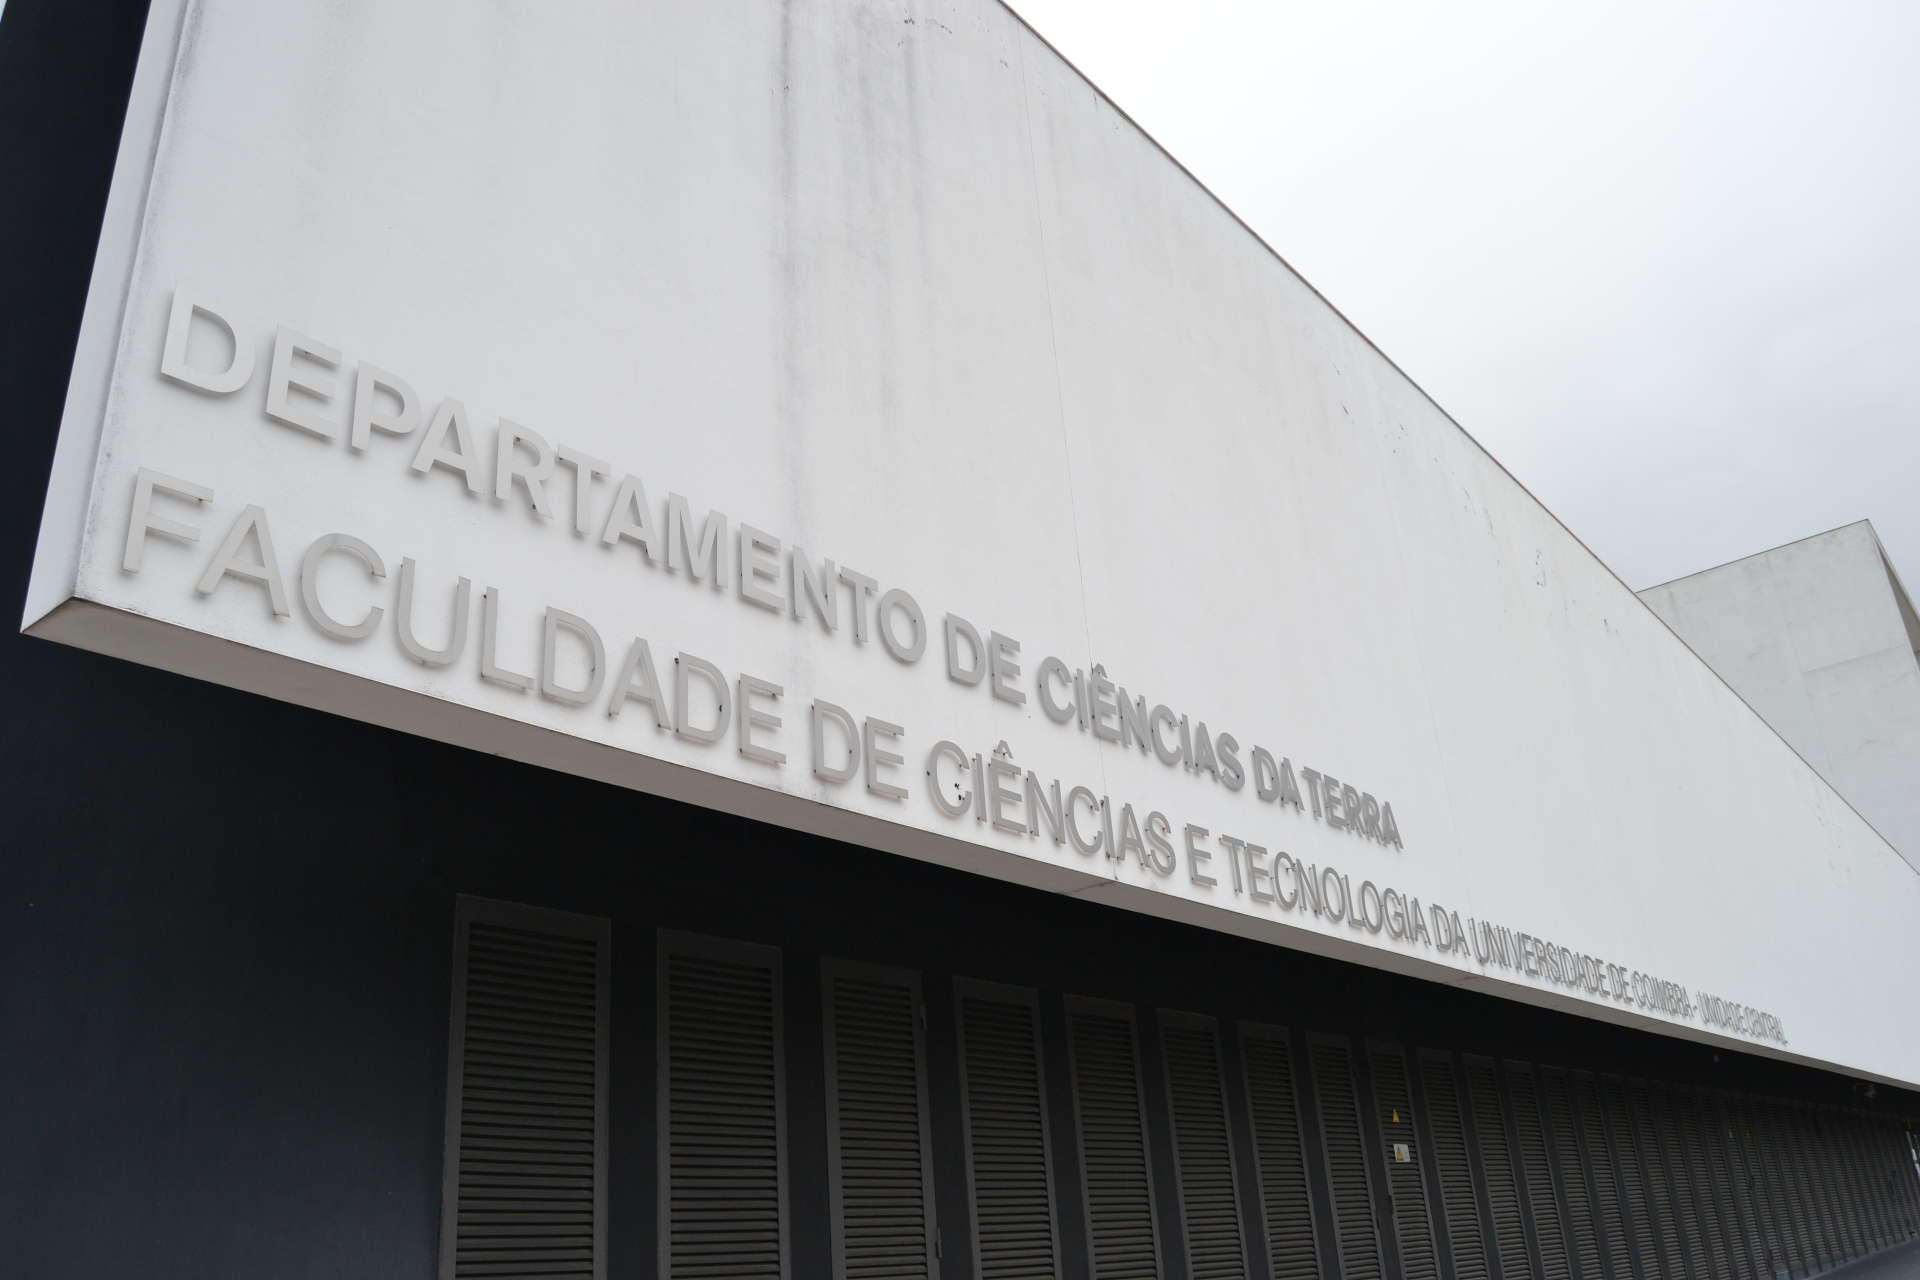 DEPARTAMENTO DE CIÊNCIAS DA TERRA
FACULDADE DE CIÊNCIAS E TECNOLOGIA DA UNIVERSIDADE DE COIMBRA - UNIDADE CENTRAL